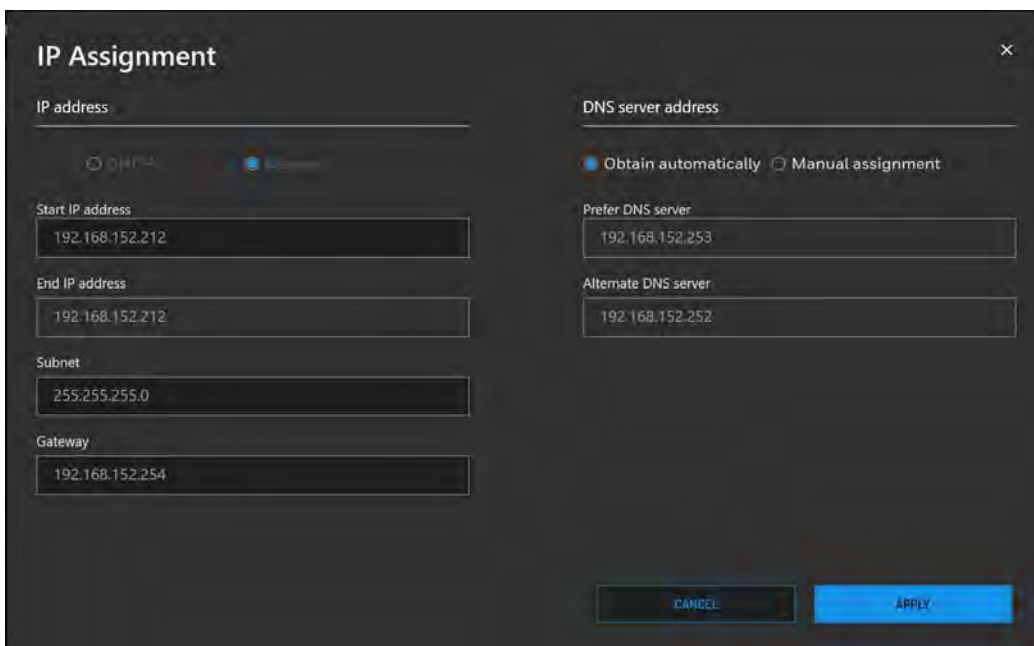 IP Assignment
×
IP address
DNS server address
Obtain automatically
Manual assignment
Start IP address
192.168.152.212
Prefer DNS server
192.168.152.253
End IP address
192.168.152.212
Alternate DNS server
192.168.152.252
Subnet
255.255.255.0
Gateway
192.168.152.254
CANCEL
APPLY